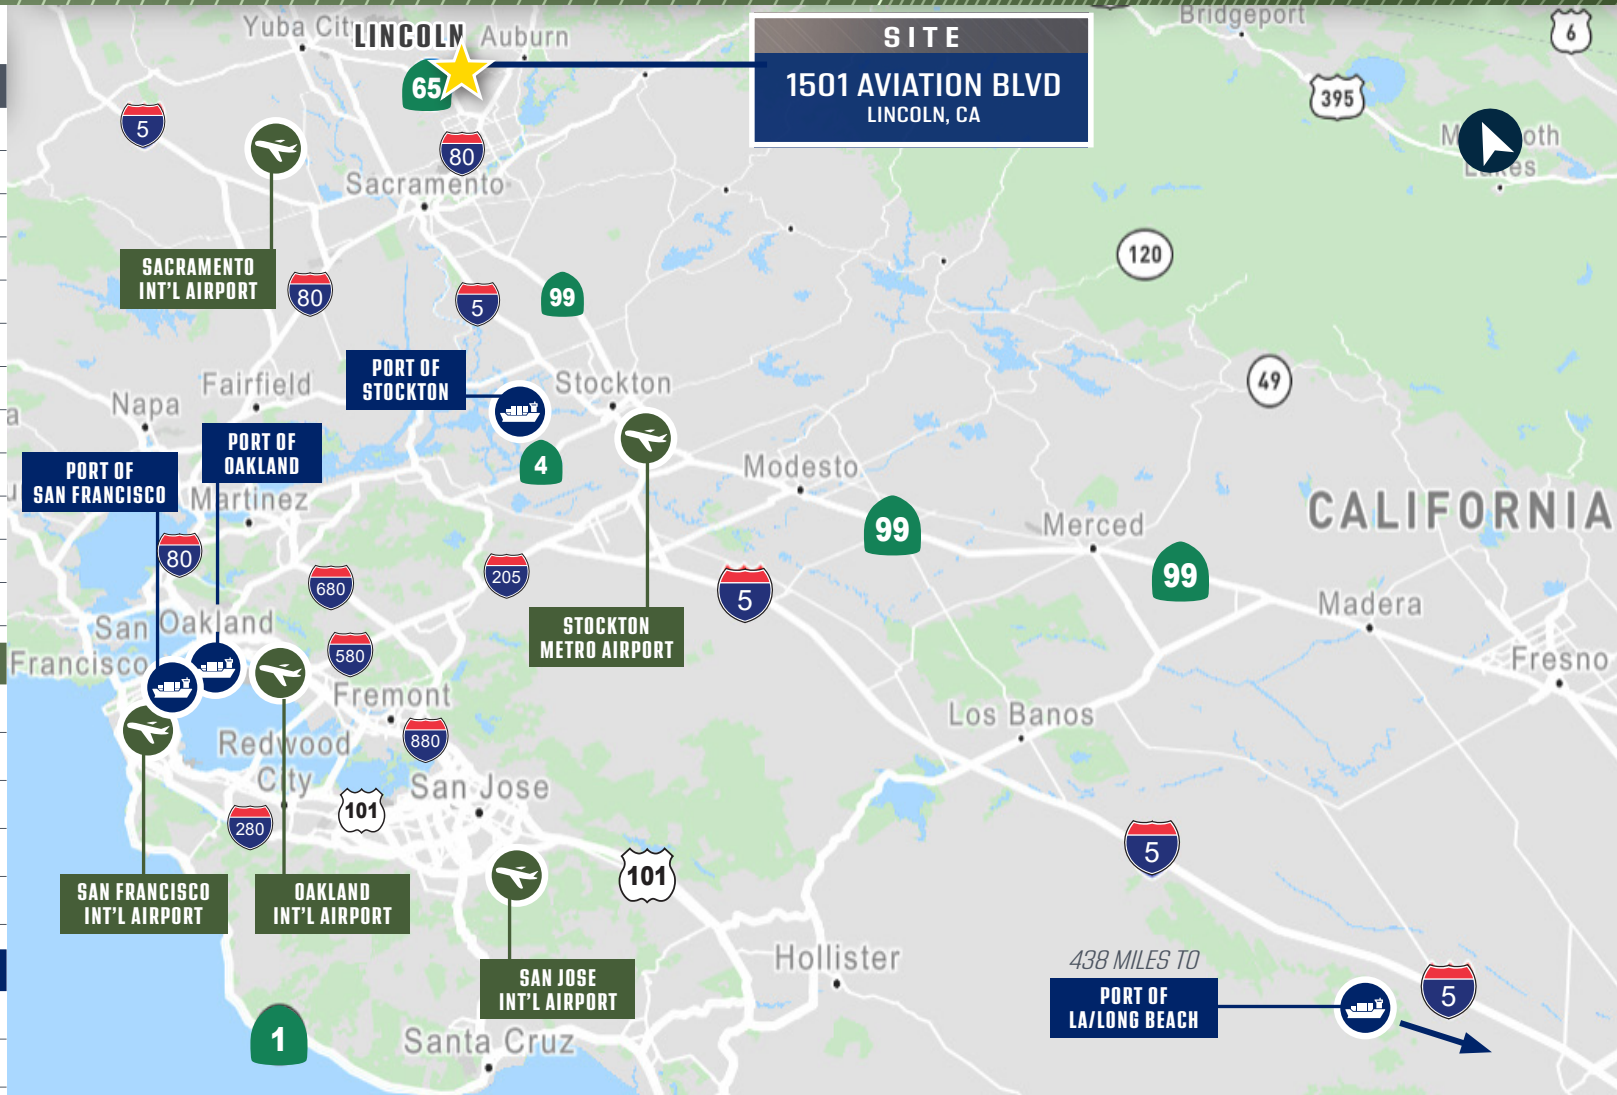 Yuba City
LINCOLN
Auburn
SITE
1501 AVIATION BLVD
LINCOLN, CA
Bridgeport
6
65
395
5
80
Sacramento
SACRAMENTO
INT'L AIRPORT
80
5
99
120
PORT OF
STOCKTON
Fairfield
Stockton
49
Napa
PORT OF
OAKLAND
4
PORT OF
SAN FRANCISCO
Martinez
Modesto
99
Merced
CALIFORNIA
80
680
205
5
99
Madera
San
Francisco
Oakland
580
STOCKTON
METRO AIRPORT
Fresno
Fremont
880
Los Banos
Redwood
City
San Jose
101
280
5
101
SAN FRANCISCO
INT'L AIRPORT
OAKLAND
INT'L AIRPORT
SAN JOSE
INT'L AIRPORT
Hollister
438 MILES TO
PORT OF
LA/LONG BEACH
5
1
Santa Cruz